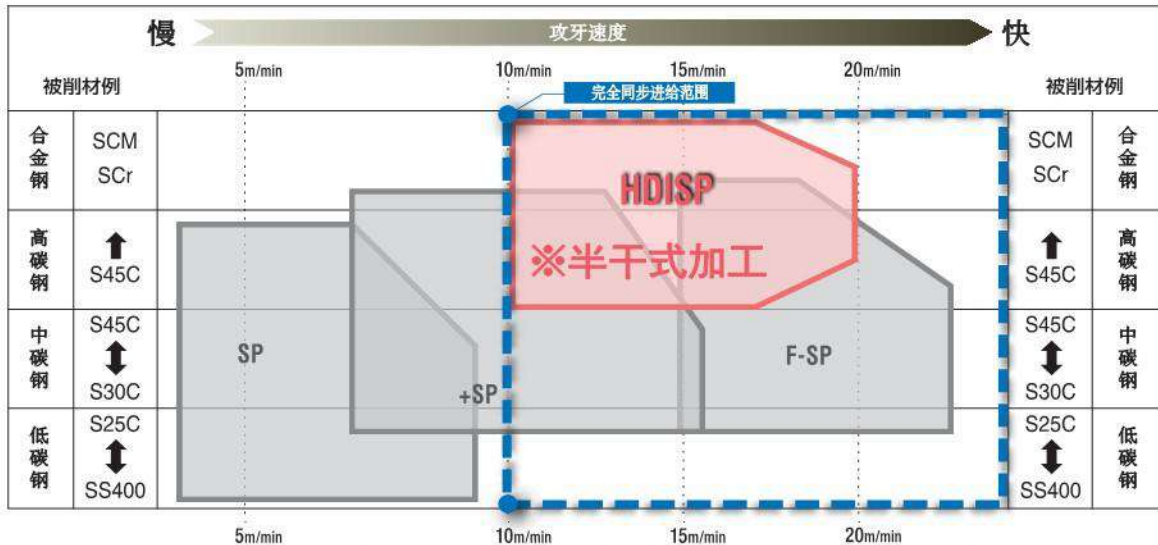 慢 攻牙速度 快
5m/min 10m/min 15m/min 20m/min
被削材例 完全同步进给范围 被削材例
合金钢 SCM SCM 合金钢
SCr SCr
HDISP
高碳钢 S45C S45C 高碳钢
※半干式加工
中碳钢 S45C S45C 中碳钢
SP F-SP
S30C S30C
+SP
低碳钢 S25C S25C 低碳钢
SS400 SS400
5m/min 10m/min 15m/min 20m/min